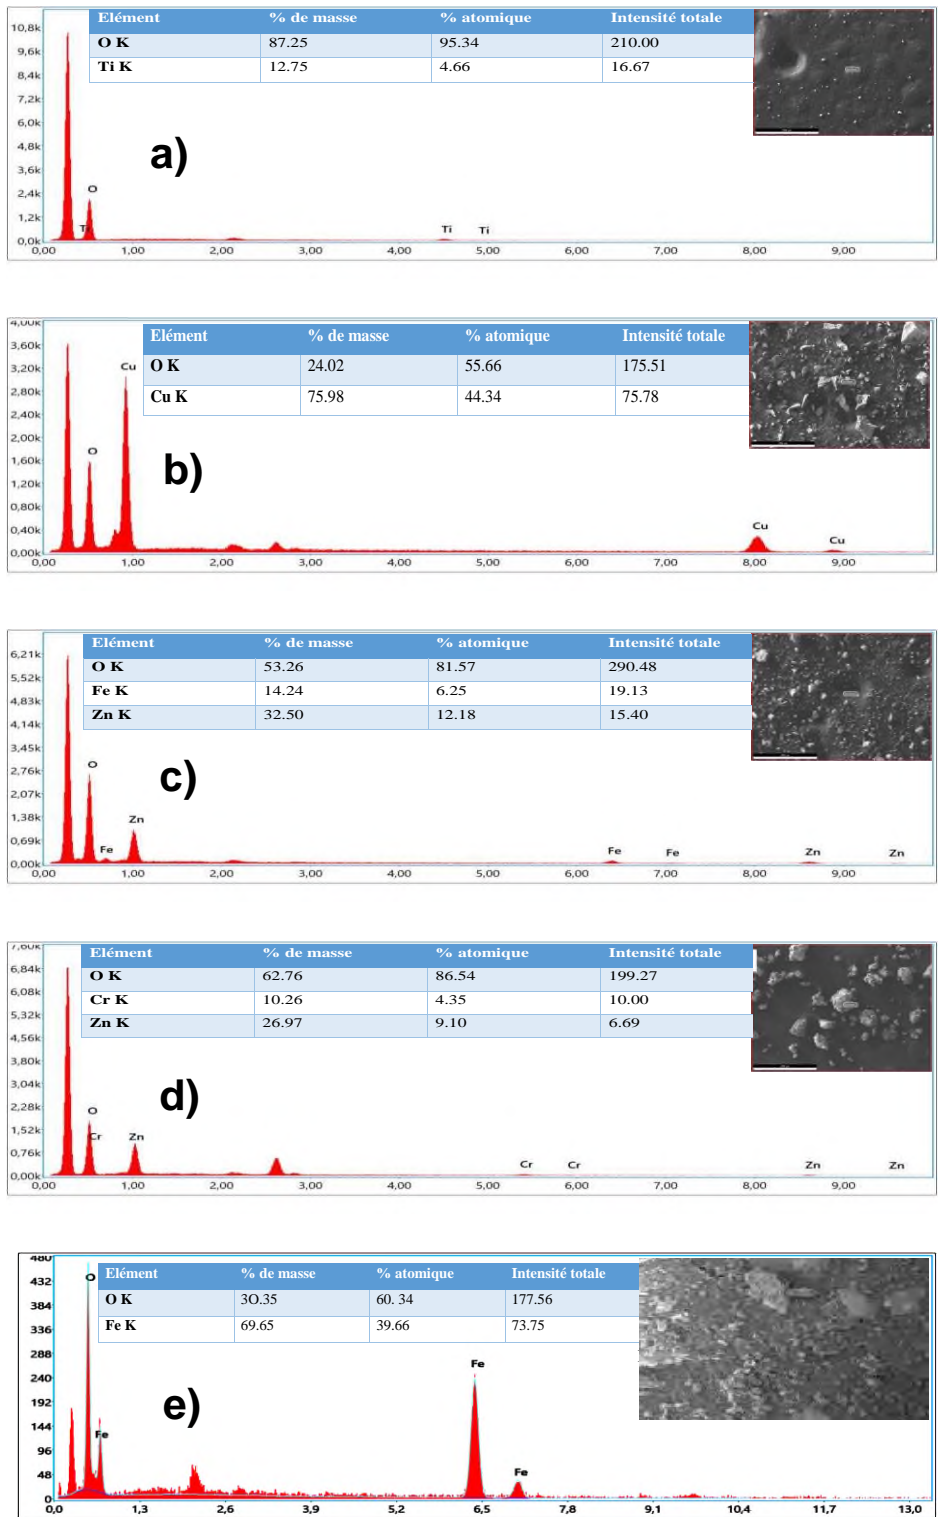 Elément % de masse % atomique Intensité totale
O K 87.25 95.34 210.00
Ti K 12.75 4.66 16.67
10,8k
9,6k
8,4k
7,2k
6,0k
4,8k
3,6k
2,4k
1,2k
0,0k
a)
O
Ti
Ti
Ti
0,00 1,00 2,00 3,00 4,00 5,00 6,00 7,00 8,00 9,00
Elément % de masse % atomique Intensité totale
O K 24.02 55.66 175.51
Cu K 75.98 44.34 75.78
4,00k
3,60k
3,20k
2,80k
2,40k
2,00k
1,60k
1,20k
0,80k
0,40k
0,00k
Cu
O
b)
Cu
Cu
0,00 1,00 2,00 3,00 4,00 5,00 6,00 7,00 8,00 9,00
Elément % de masse % atomique Intensité totale
O K 53.26 81.57 290.48
Fe K 14.24 6.25 19.13
Zn K 32.50 12.18 15.40
6,21k
5,52k
4,83k
4,14k
3,45k
2,76k
2,07k
1,38k
0,69k
0,00k
c)
O
Zn
Fe
Fe
Fe
Zn
Zn
0,00 1,00 2,00 3,00 4,00 5,00 6,00 7,00 8,00 9,00
Elément % de masse % atomique Intensité totale
O K 62.76 86.54 199.27
Cr K 10.26 4.35 10.00
Zn K 26.97 9.10 6.69
7,60k
6,84k
6,08k
5,32k
4,56k
3,80k
3,04k
2,28k
1,52k
0,76k
0,00k
d)
O
Cr
Zn
Cr
Cr
Zn
Zn
0,00 1,00 2,00 3,00 4,00 5,00 6,00 7,00 8,00 9,00
Elément % de masse % atomique Intensité totale
O K 3O.35 60. 34 177.56
Fe K 69.65 39.66 73.75
480
432
384
336
288
240
192
144
96
48
0
O
Fe
e)
Fe
Fe
0,0 1,3 2,6 3,9 5,2 6,5 7,8 9,1 10,4 11,7 13,0